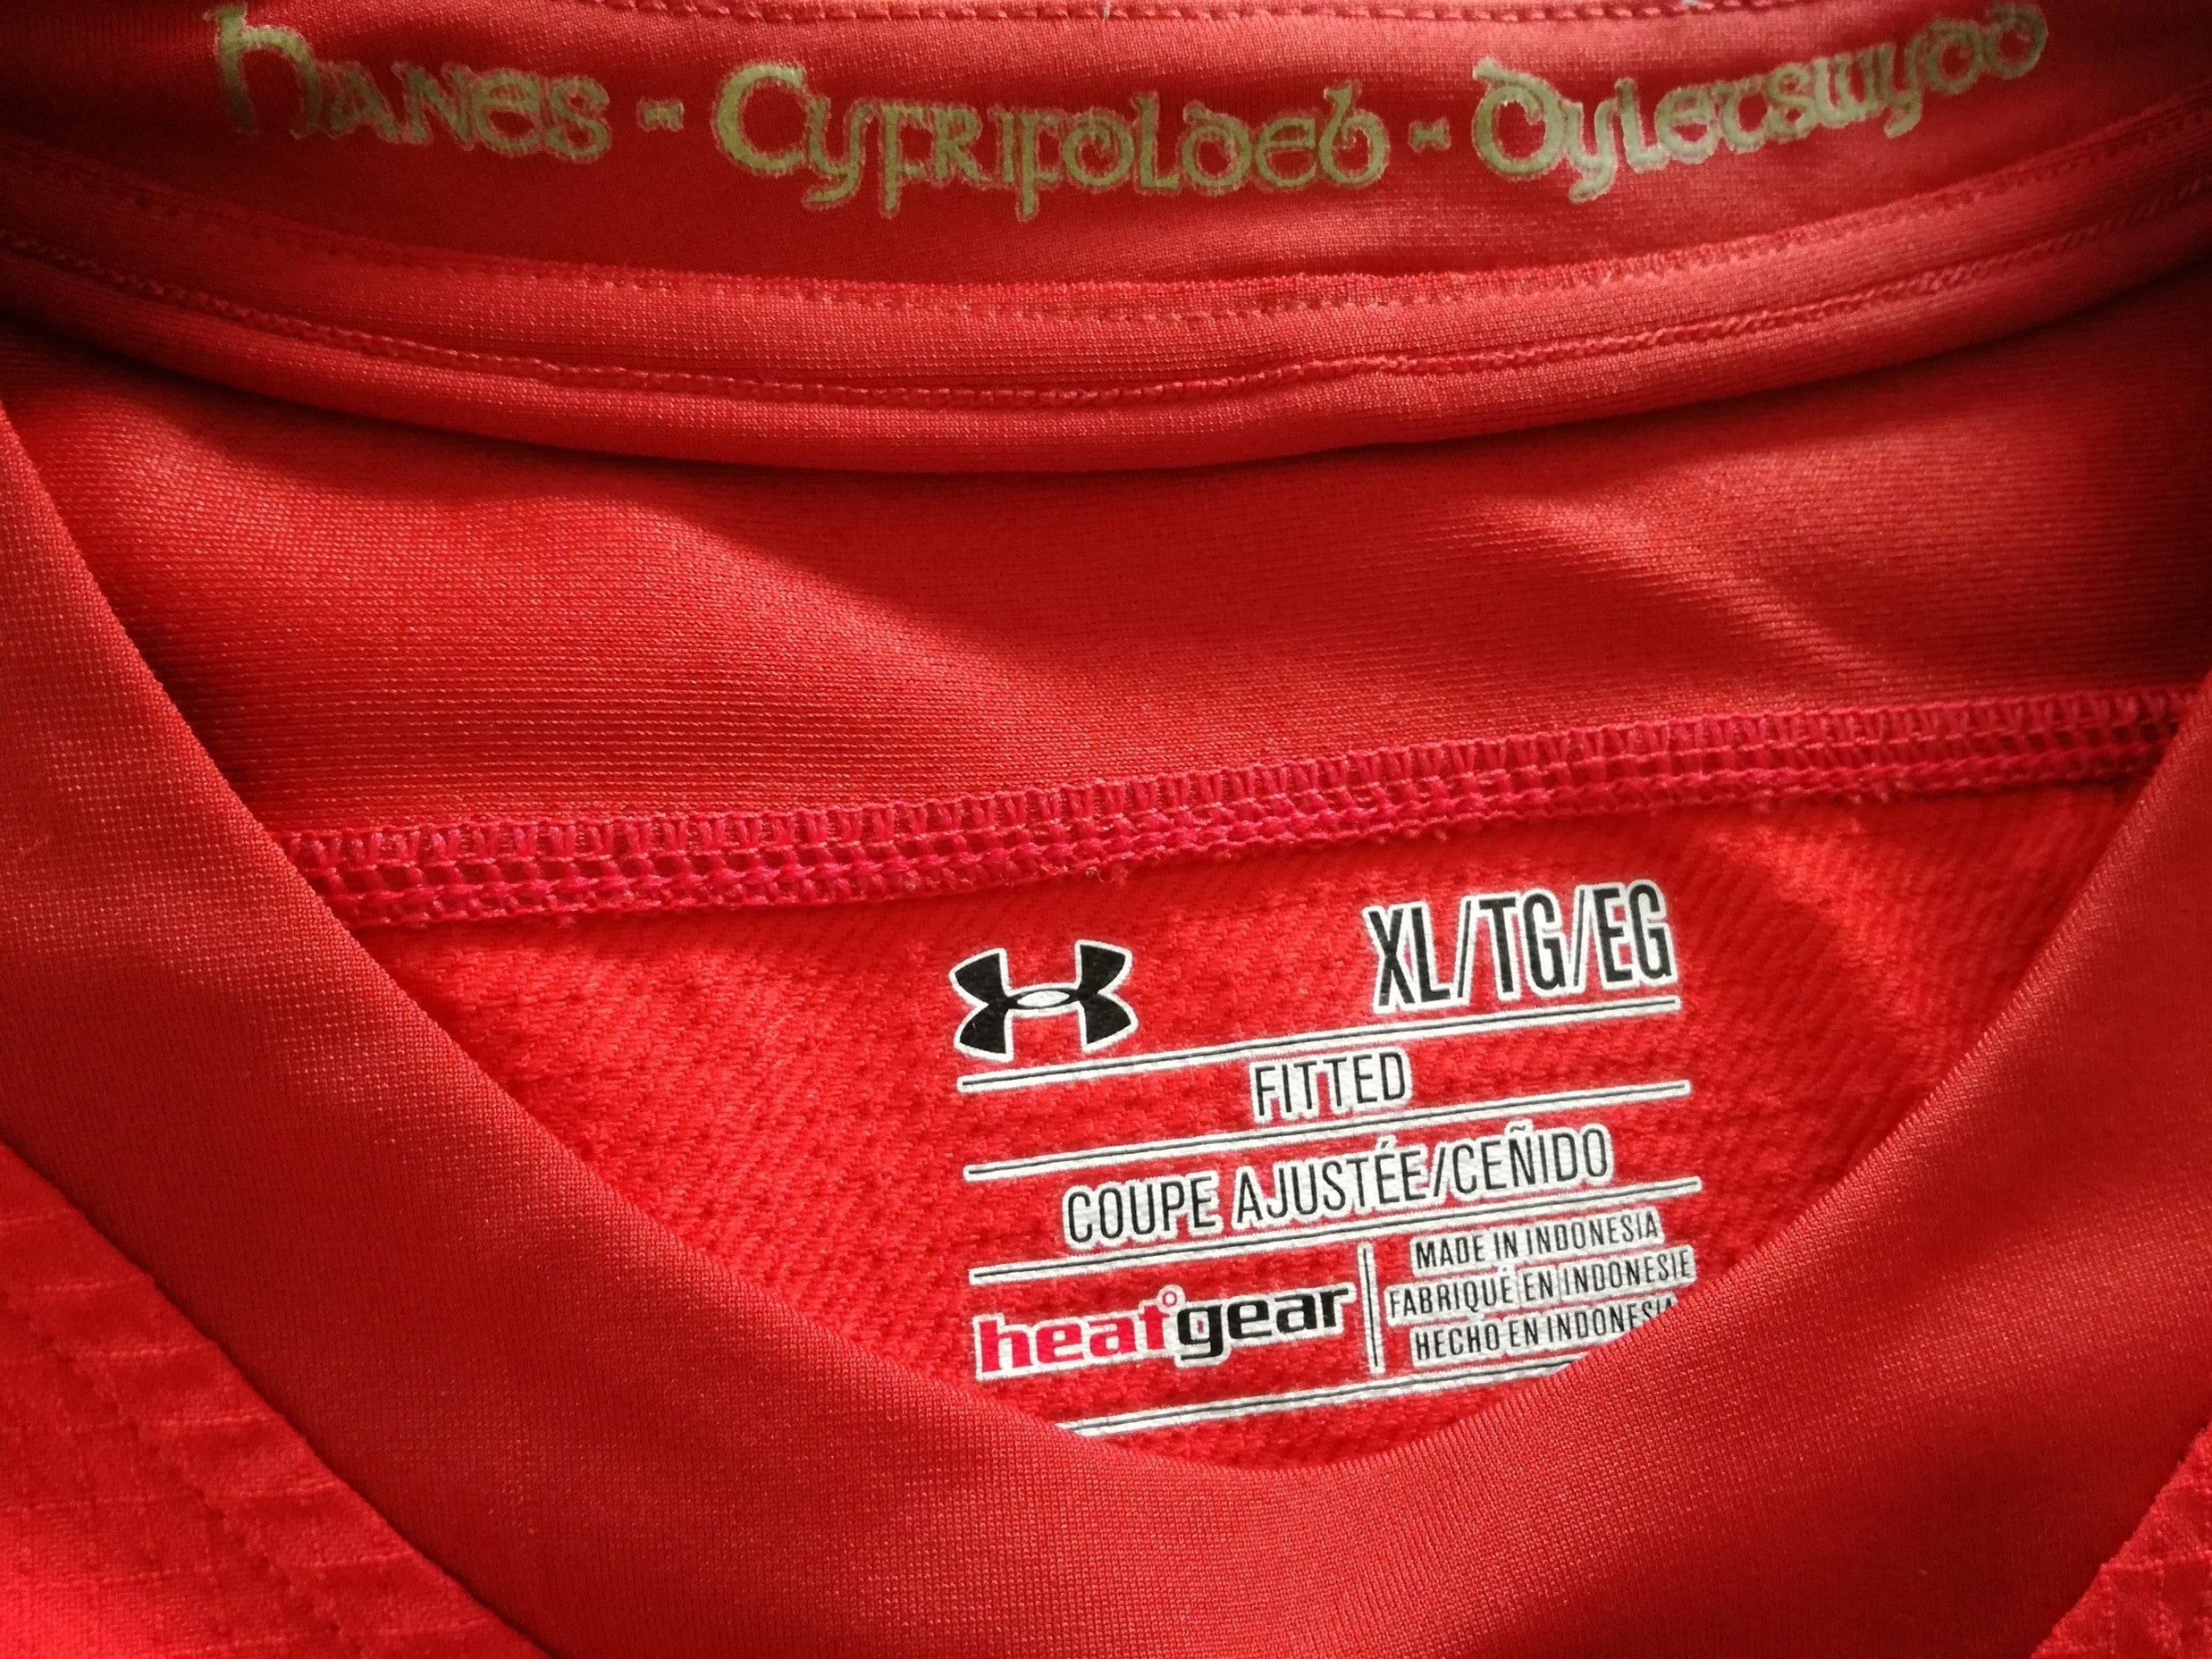 Hanes - Cyfrifoldeb - Dyletswydd
XL/TG/EG
FITTED
COUPE AJUSTÉE/CEÑIDO
heatgear
MADE IN INDONESIA
FABRIQUÉ EN INDONESIE
HECHO EN INDONESIA